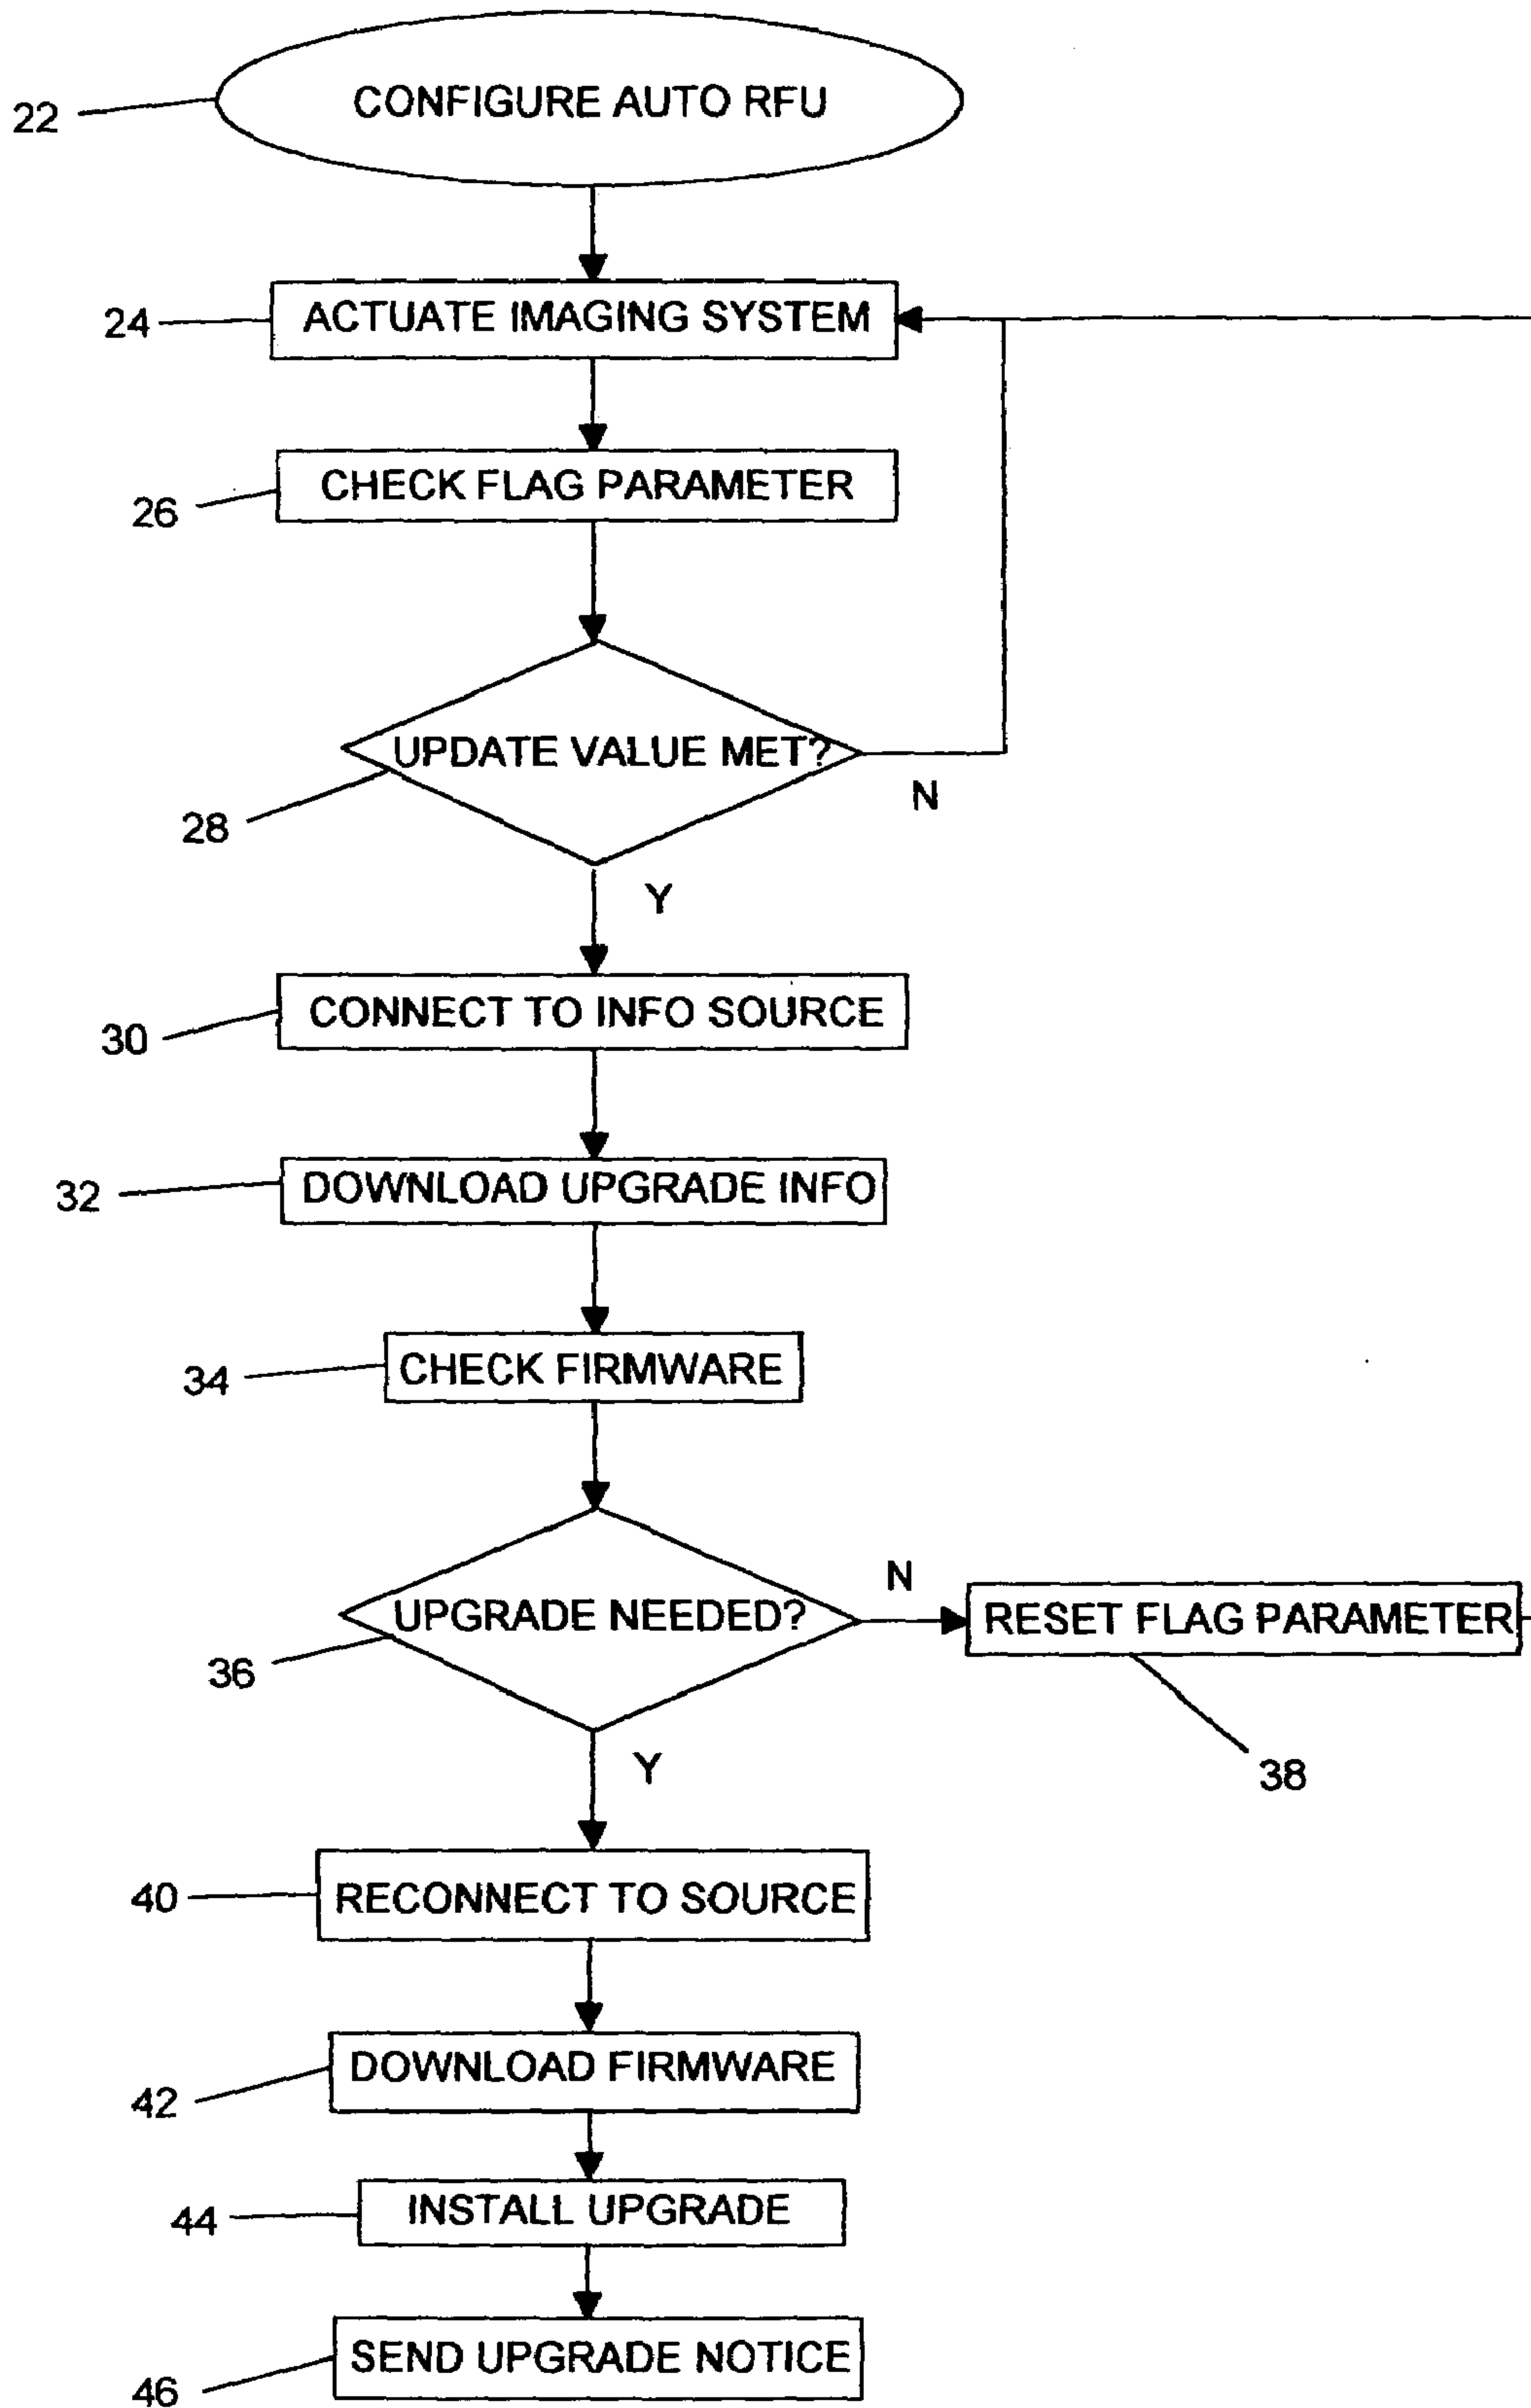 CONFIGURE AUTO RFU
22
ACTUATE IMAGING SYSTEM
24
CHECK FLAG PARAMETER
26
UPDATE VALUE MET?
N
28
Y
CONNECT TO INFO SOURCE
30
DOWNLOAD UPGRADE INFO
32
CHECK FIRMWARE
34
N
UPGRADE NEEDED?
RESET FLAG PARAMETER
36
Y
38
RECONNECT TO SOURCE
40
DOWNLOAD FIRMWARE
42
INSTALL UPGRADE
44
SEND UPGRADE NOTICE
46